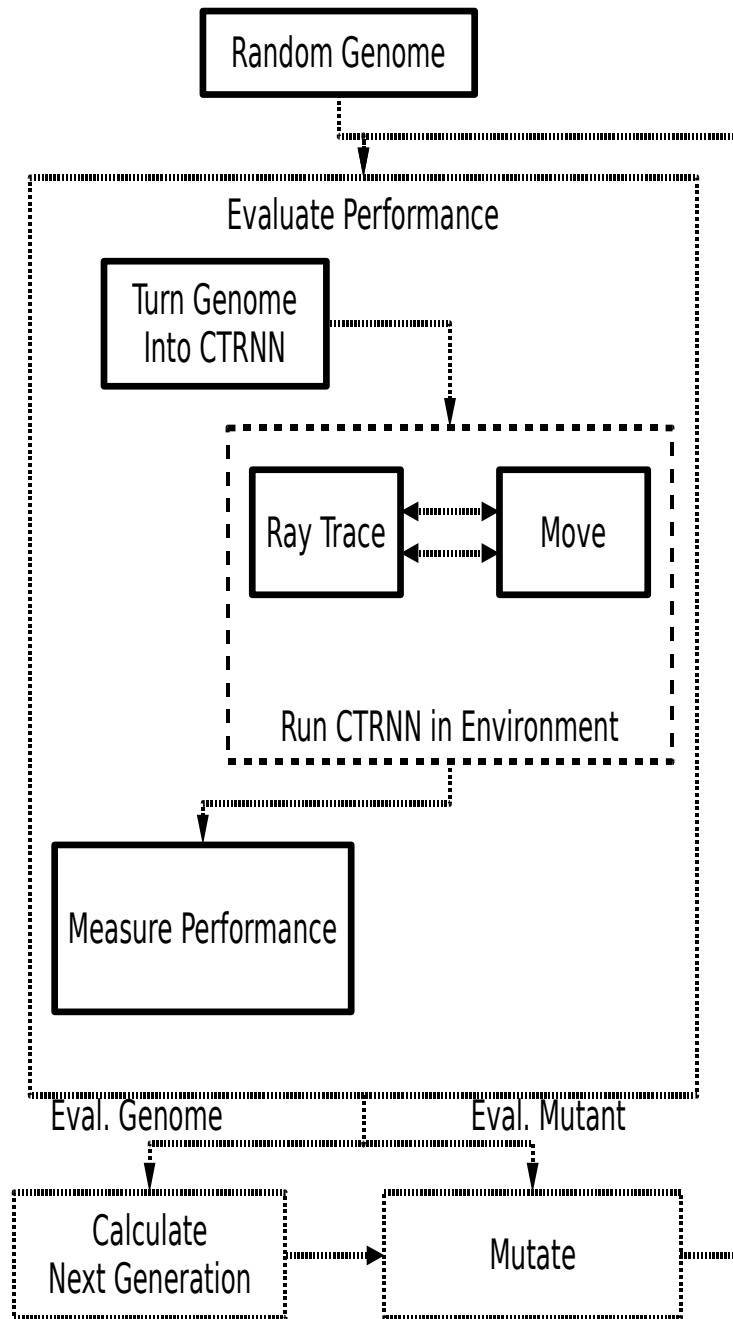 Random Genome
Evaluate Performance
Turn Genome
Into CTRNN
Ray Trace
Move
Run CTRNN in Environment
Measure Performance
Eval. Genome
Eval. Mutant
Calculate
Next Generation
Mutate